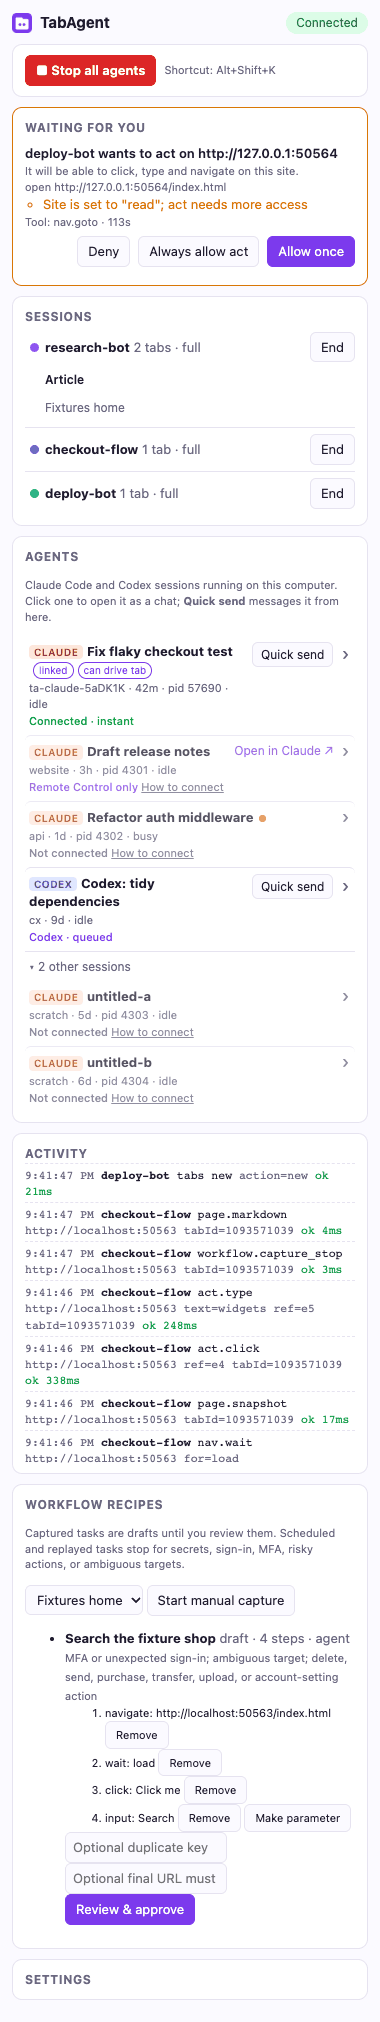 TabAgent
Connected
Stop all agents
Shortcut: Alt+Shift+K
WAITING FOR YOU
deploy-bot wants to act on http://127.0.0.1:50564
It will be able to click, type and navigate on this site.
open http://127.0.0.1:50564/index.html
Site is set to "read"; act needs more access
Tool: nav.goto · 113s
Deny
Always allow act
Allow once
SESSIONS
research-bot 2 tabs · full
End
Article
Fixtures home
checkout-flow 1 tab · full
End
deploy-bot 1 tab · full
End
AGENTS
Claude Code and Codex sessions running on this computer.
Click one to open it as a chat; Quick send messages it from
here.
CLAUDE Fix flaky checkout test
Quick send ›
linked can drive tab
ta-claude-5aDK1K · 42m · pid 57690 ·
idle
Connected · instant
CLAUDE Draft release notes
Open in Claude ↗ ›
website · 3h · pid 4301 · idle
Remote Control only How to connect
CLAUDE Refactor auth middleware
›
api · 1d · pid 4302 · busy
Not connected How to connect
CODEX Codex: tidy
dependencies
Quick send ›
cx · 9d · idle
Codex · queued
▾ 2 other sessions
CLAUDE untitled-a
›
scratch · 5d · pid 4303 · idle
Not connected How to connect
CLAUDE untitled-b
›
scratch · 6d · pid 4304 · idle
Not connected How to connect
ACTIVITY
9:41:47 PM deploy-bot tabs new action=new ok
21ms
9:41:47 PM checkout-flow page.markdown
http://localhost:50563 tabId=1093571039 ok 4ms
9:41:47 PM checkout-flow workflow.capture_stop
http://localhost:50563 tabId=1093571039 ok 3ms
9:41:46 PM checkout-flow act.type
http://localhost:50563 text=widgets ref=e5
tabId=1093571039 ok 248ms
9:41:46 PM checkout-flow act.click
http://localhost:50563 ref=e4 tabId=1093571039
ok 338ms
9:41:46 PM checkout-flow page.snapshot
http://localhost:50563 tabId=1093571039 ok 17ms
9:41:46 PM checkout-flow nav.wait
http://localhost:50563 for=load
WORKFLOW RECIPES
Captured tasks are drafts until you review them. Scheduled
and replayed tasks stop for secrets, sign-in, MFA, risky
actions, or ambiguous targets.
Fixtures home
Start manual capture
Search the fixture shop draft · 4 steps · agent
MFA or unexpected sign-in; ambiguous target; delete,
send, purchase, transfer, upload, or account-setting
action
1. navigate: http://localhost:50563/index.html
Remove
2. wait: load Remove
3. click: Click me Remove
4. input: Search Remove Make parameter
Optional duplicate key
Optional final URL must
Review & approve
SETTINGS